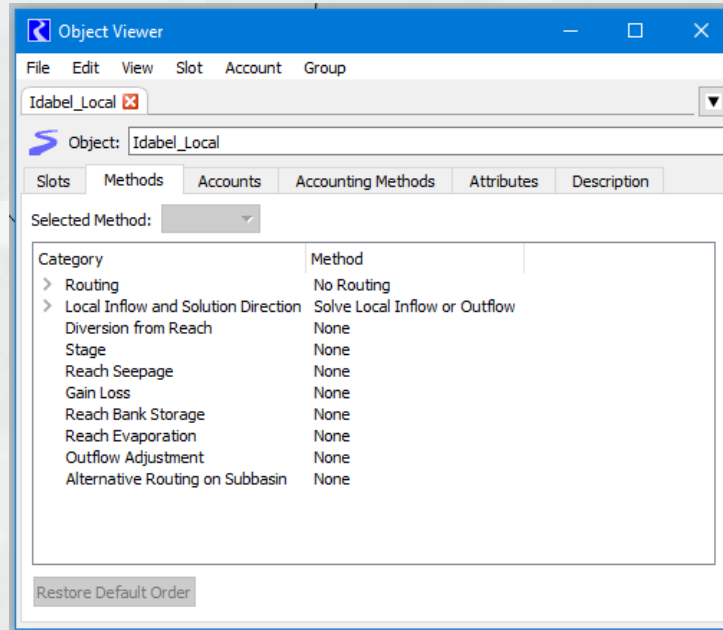 Object Viewer
File Edit View Slot Account Group
Idabel_Local
Object: Idabel_Local
Slots Methods Accounts Accounting Methods Attributes Description
Selected Method:
Category Method
Routing No Routing
Local Inflow and Solution Direction Solve Local Inflow or Outflow
Diversion from Reach None
Stage None
Reach Seepage None
Gain Loss None
Reach Bank Storage None
Reach Evaporation None
Outflow Adjustment None
Alternative Routing on Subbasin None
Restore Default Order